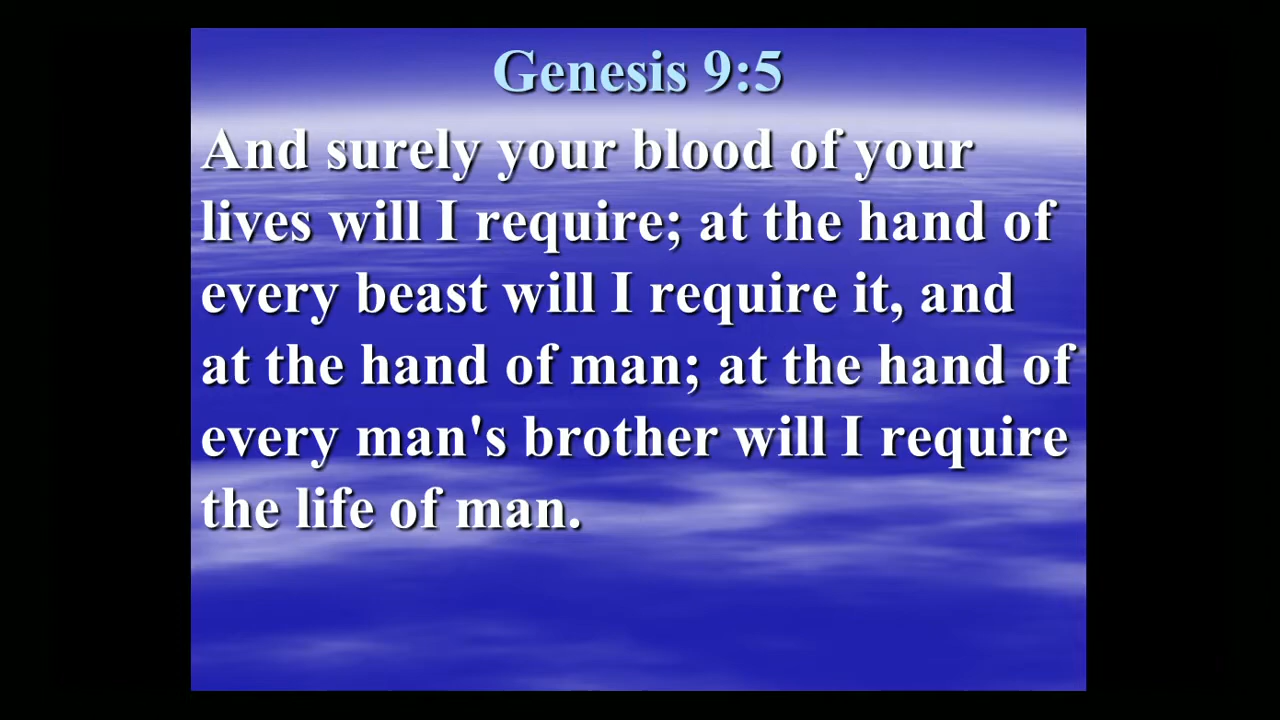 Genesis 9:5
And surely your blood of your
lives will I require; at the hand of
every beast will I require it, and
at the hand of man; at the hand of
every man's brother will I require
the life of man.